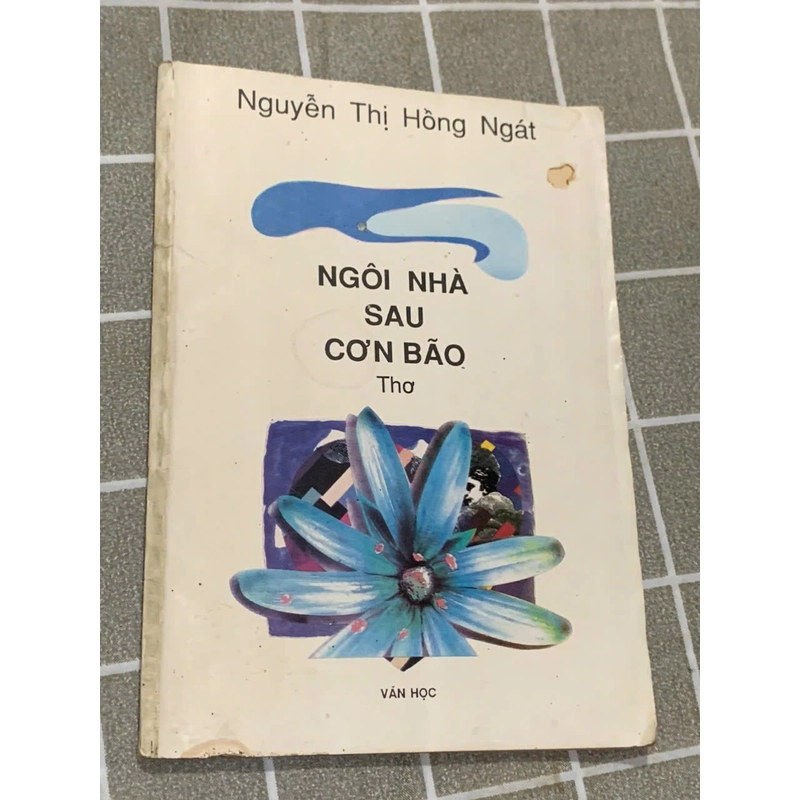 Nguyễn Thị Hồng Ngát
NGÔI NHÀ
SAU
CƠN BÃO
Thơ
VĂN HỌC